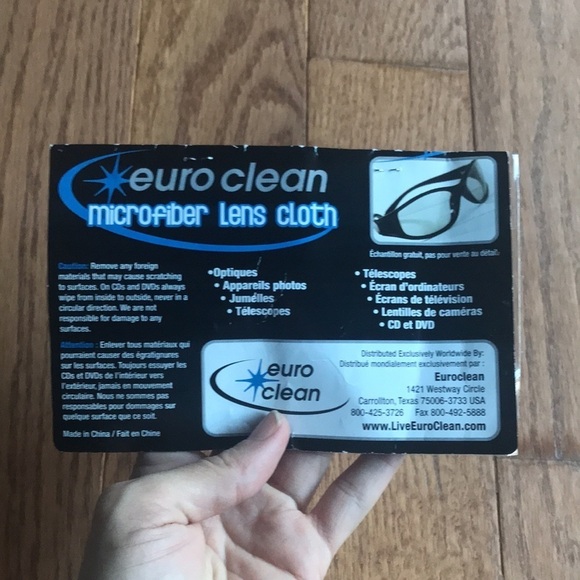 euro clean
microfiber Lens cloth
Échantillon gratuit, pas pour vente au détail.
Caution: Remove any foreign
materials that may cause scratching
to surfaces. On CDs and DVDs always
wipe from inside to outside, never in a
circular direction. We are not
responsible for damage to any
surfaces.
Attention : Enlever tous matériaux qui
pourraient causer des égratignures
sur les surfaces. Toujours essuyer les
CDs et DVDs de l'intérieur vers
l'extérieur, jamais en mouvement
circulaire. Nous ne sommes pas
responsables pour dommages sur
quelque surface que ce soit.
Made in China / Fait en Chine
•Optiques
• Appareils photos
• Jumélles
• Télescopes
• Télescopes
• Écran d'ordinateurs
• Écrans de télévision
• Lentilles de caméras
• CD et DVD
euro
clean
Distributed Exclusively Worldwide By:
Distribué mondialement exclusivement par :
Euroclean
1421 Westway Circle
Carrollton, Texas 75006-3733 USA
800-425-3726 Fax 800-492-5888
www.LiveEuroClean.com